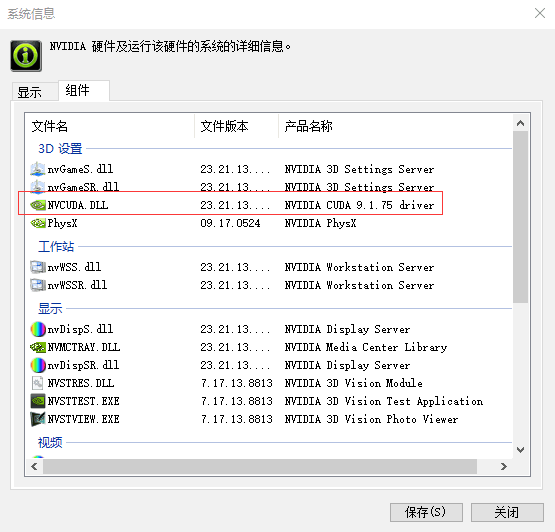 系统信息
NVIDIA 硬件及运行该硬件的系统的详细信息。
显示 组件
文件名 文件版本 产品名称
3D 设置
nvGameS.dll 23.21.13.... NVIDIA 3D Settings Server
nvGameSR.dll 23.21.13.... NVIDIA 3D Settings Server
NVCUDA.DLL 23.21.13.... NVIDIA CUDA 9.1.75 driver
PhysX 09.17.0524 NVIDIA PhysX
工作站
nvWSS.dll 23.21.13.... NVIDIA Workstation Server
nvWSSR.dll 23.21.13.... NVIDIA Workstation Server
显示
nvDispS.dll 23.21.13.... NVIDIA Display Server
NVMCTRAY.DLL 23.21.13.... NVIDIA Media Center Library
nvDispSR.dll 23.21.13.... NVIDIA Display Server
NVSTRES.DLL 7.17.13.8813 NVIDIA 3D Vision Module
NVSTTEST.EXE 7.17.13.8813 NVIDIA 3D Vision Test Application
NVSTVIEW.EXE 7.17.13.8813 NVIDIA 3D Vision Photo Viewer
视频
保存(S) 关闭